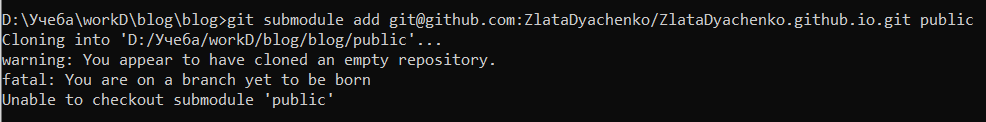 D:\Учеба\workD\blog\blog>git submodule add git@github.com:ZlataDyachenko/ZlataDyachenko.github.io.git public
Cloning into 'D:/Учеба/workD/blog/blog/public'...
warning: You appear to have cloned an empty repository.
fatal: You are on a branch yet to be born
Unable to checkout submodule 'public'